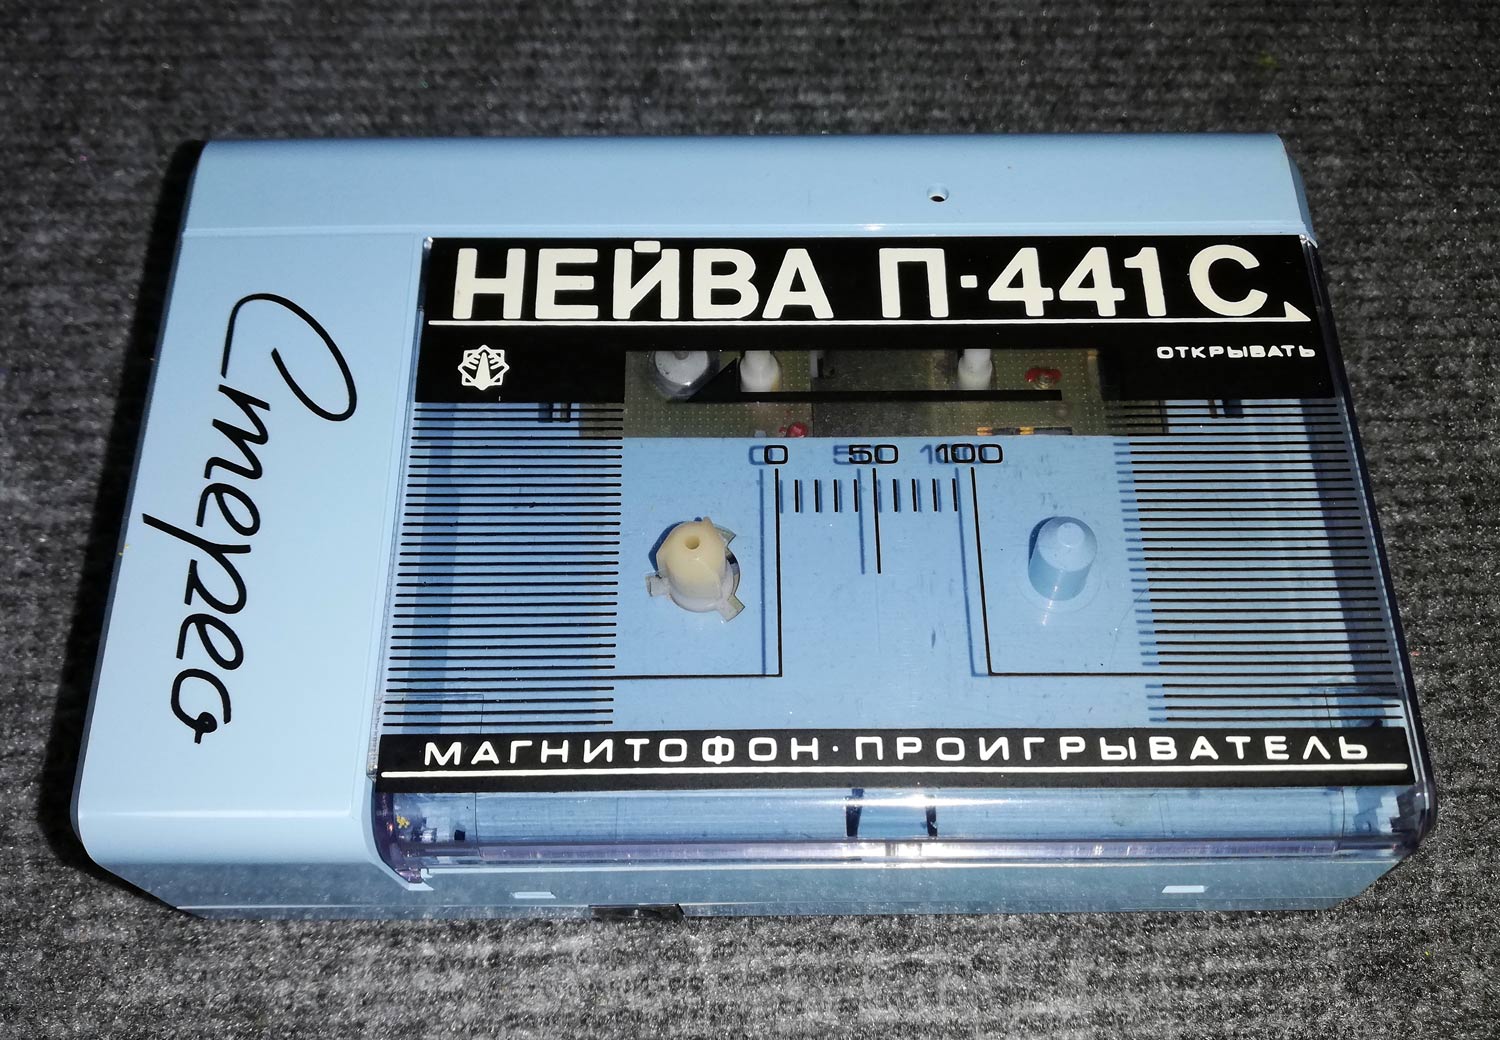 НЕЙВА П·441С
ОТКРЫВАТЬ
Стерео
0 50 100
МАГНИТОФОН·ПРОИГРЫВАТЕЛЬ